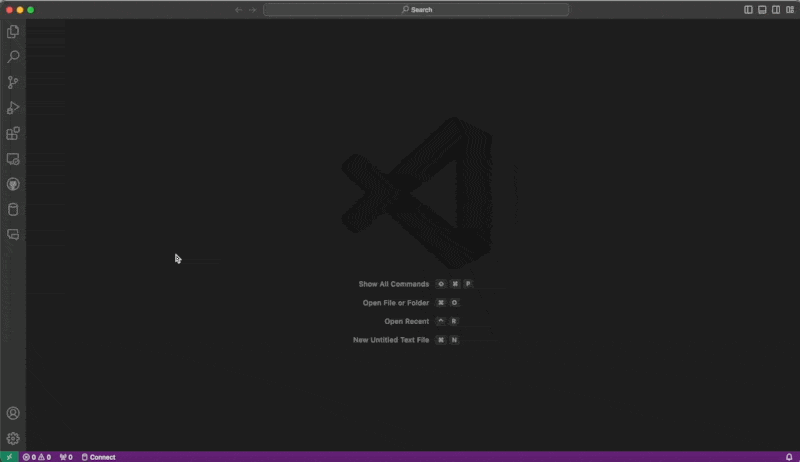 Search
Show All Commands ⇧ ⌘ P
Open File or Folder ⌘ O
Open Recent ^ R
New Untitled Text File ⌘ N
0 0 0 Connect